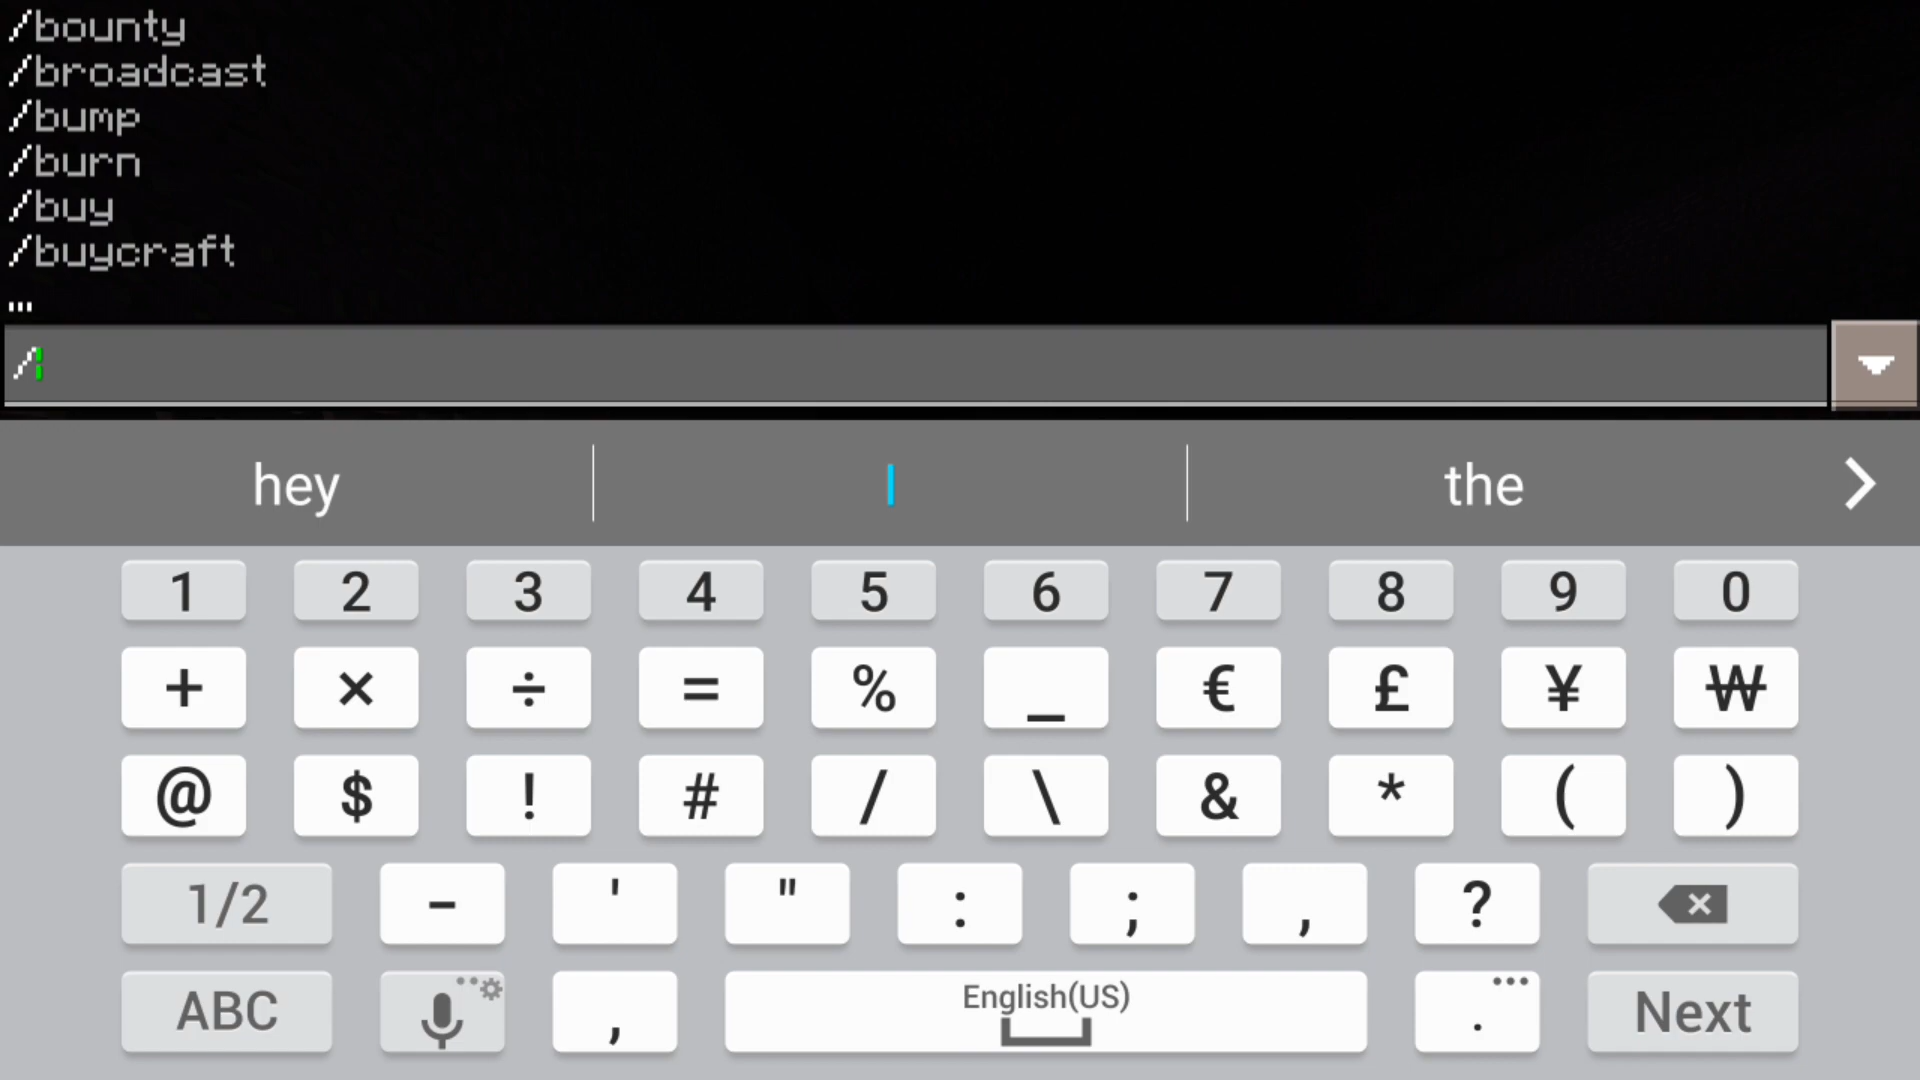 /bounty
/broadcast
/bump
/burn
/buy
/buycraft
...
/
hey I the
1 2 3 4 5 6 7 8 9 0
+ × ÷ = % _ € £ ¥ ₩
@ $ ! # / \ & * ( )
1/2 - ' " : ; , ?
ABC , English(US) . Next